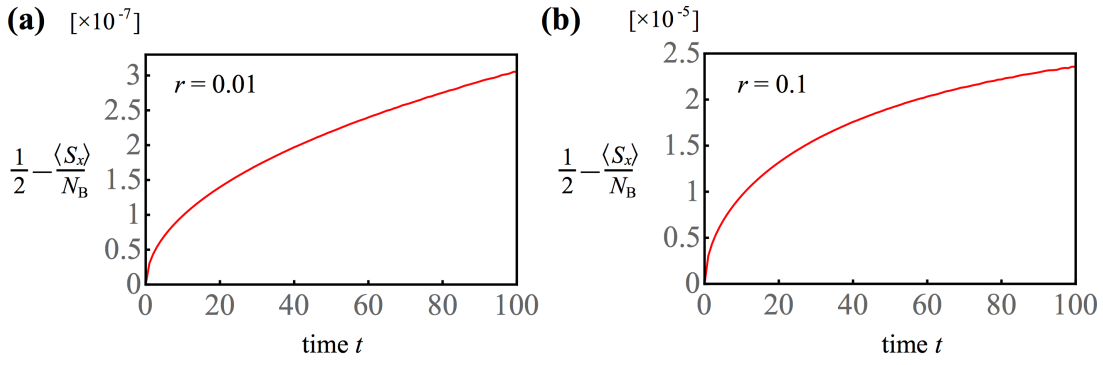 (a) [×10⁻⁷]
r = 0.01
1/2 − ⟨Sₓ⟩/N_B
3
2.5
2
1.5
1
0.5
0
0 20 40 60 80 100
time t
(b) [×10⁻⁵]
r = 0.1
1/2 − ⟨Sₓ⟩/N_B
2.5
2
1.5
1
0.5
0
0 20 40 60 80 100
time t